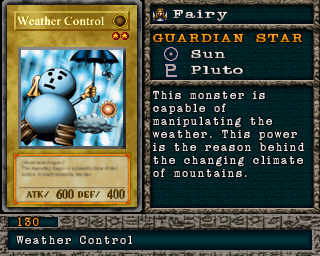 Weather Control
Fairy
GUARDIAN STAR
Sun
Pluto
This monster is
capable of
manipulating the
weather. This power
is the reason behind
the changing climate
of mountains.
ATK/ 600 DEF/ 400
130
Weather Control